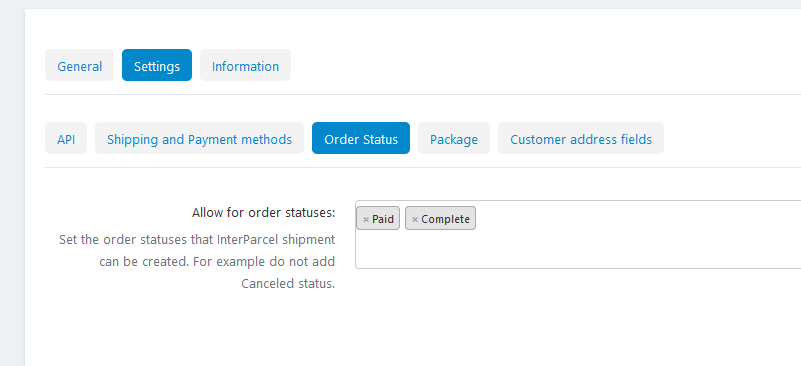 General Settings Information
API Shipping and Payment methods Order Status Package Customer address fields
Allow for order statuses: × Paid × Complete
Set the order statuses that InterParcel shipment
can be created. For example do not add
Canceled status.